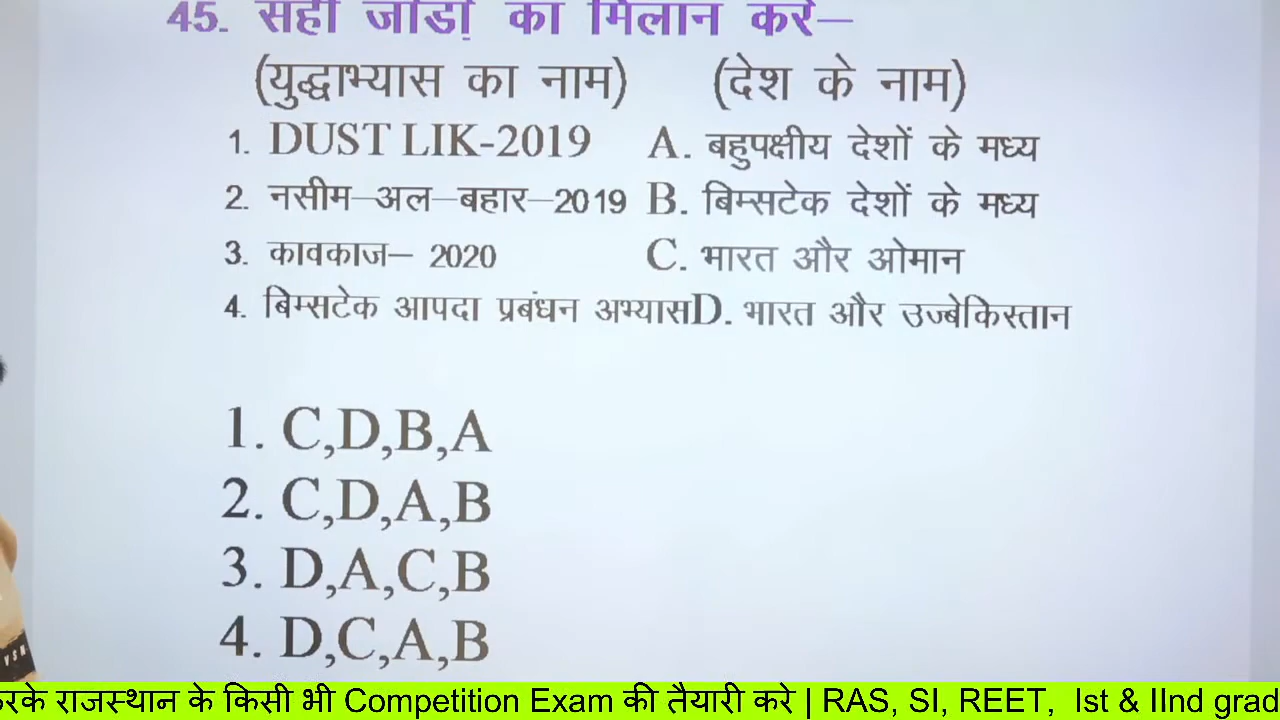 45. सही जोडों का मिलान करे–
(युद्धाभ्यास का नाम) (देश के नाम)
1. DUST LIK-2019 A. बहुपक्षीय देशों के मध्य
2. नसीम–अल–बहार–2019 B. बिम्सटेक देशों के मध्य
3. कावकाज– 2020 C. भारत और ओमान
4. बिम्सटेक आपदा प्रबंधन अभ्यास D. भारत और उज्बेकिस्तान
1. C,D,B,A
2. C,D,A,B
3. D,A,C,B
4. D,C,A,B
VSN
राजस्थान के किसी भी Competition Exam की तैयारी करे | RAS, SI, REET, Ist & IInd grad